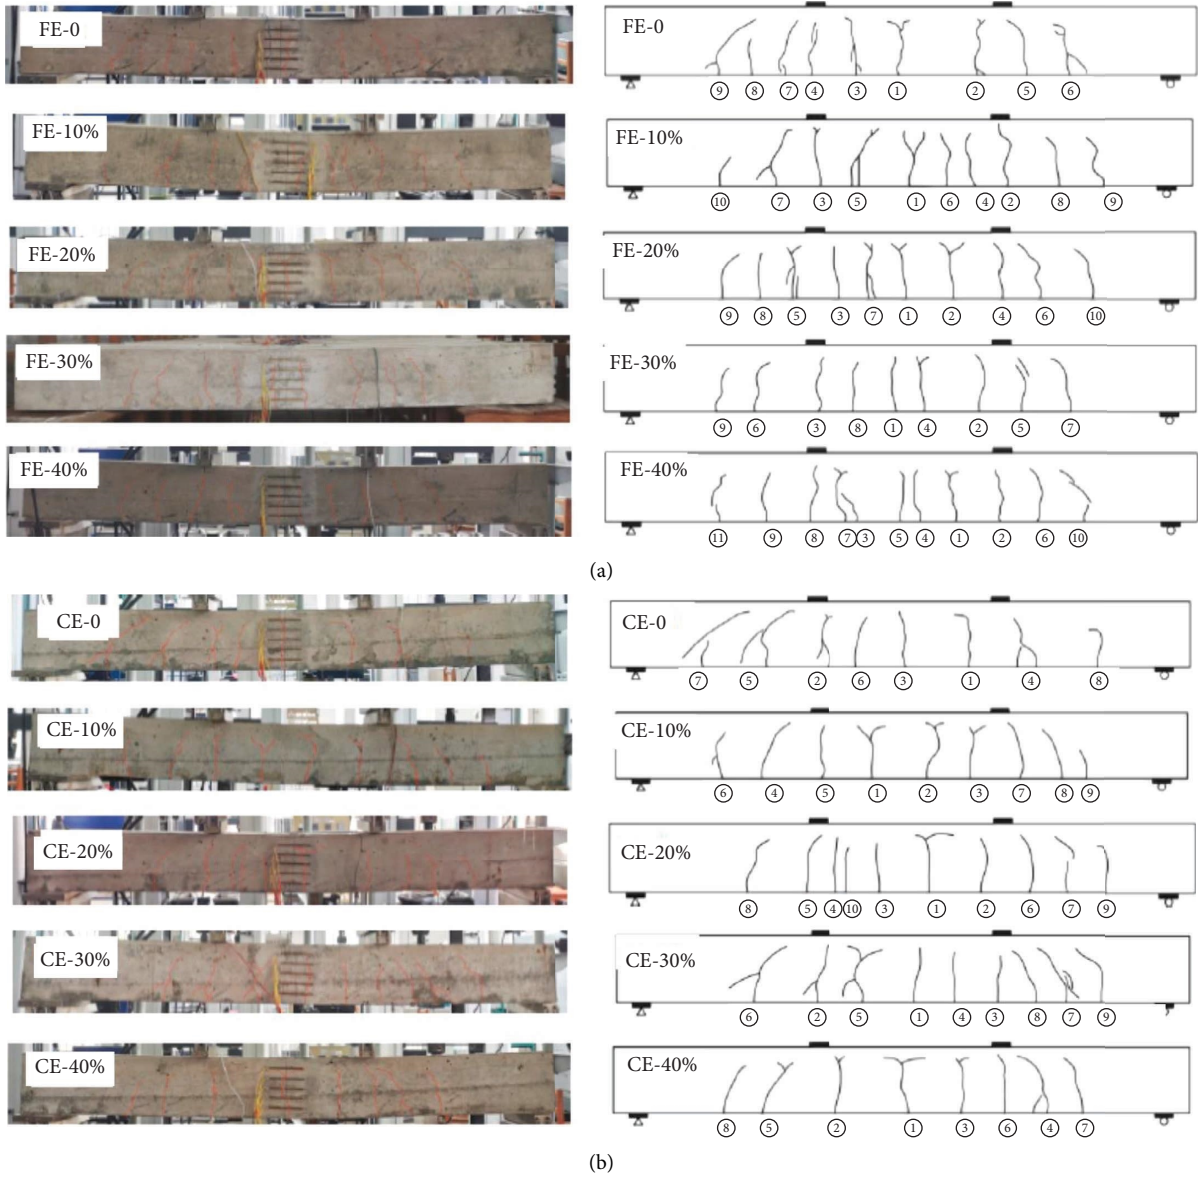 FE-0
FE-0
9 8 7 4 3 1 2 5 6
FE-10%
FE-10%
10 7 3 5 1 6 4 2 8 9
FE-20%
FE-20%
9 8 5 3 7 1 2 4 6 10
FE-30%
FE-30%
9 6 3 8 1 4 2 5 7
FE-40%
FE-40%
11 9 8 7 3 5 4 1 2 6 10
(a)
CE-0
CE-0
7 5 2 6 3 1 4 8
CE-10%
CE-10%
6 4 5 1 2 3 7 8 9
CE-20%
CE-20%
8 5 4 10 3 1 2 6 7 9
CE-30%
CE-30%
6 2 5 1 4 3 8 7 9
CE-40%
CE-40%
8 5 2 1 3 6 4 7
(b)